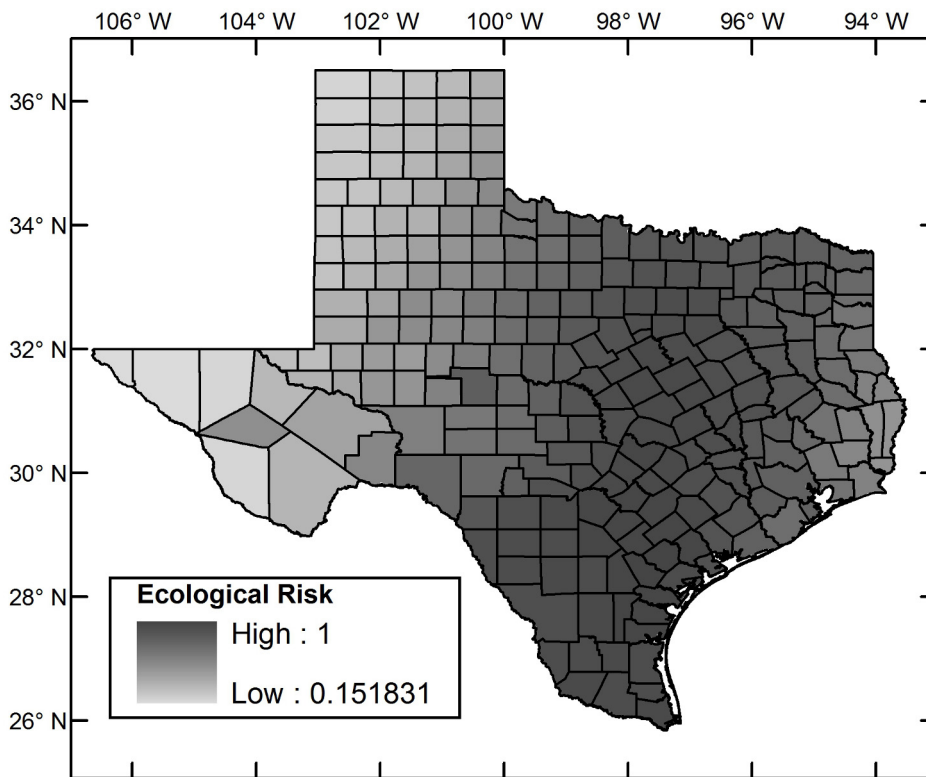 106° W 104° W 102° W 100° W 98° W 96° W 94° W
36° N
34° N
32° N
30° N
28° N
26° N
Ecological Risk
High : 1
Low : 0.151831